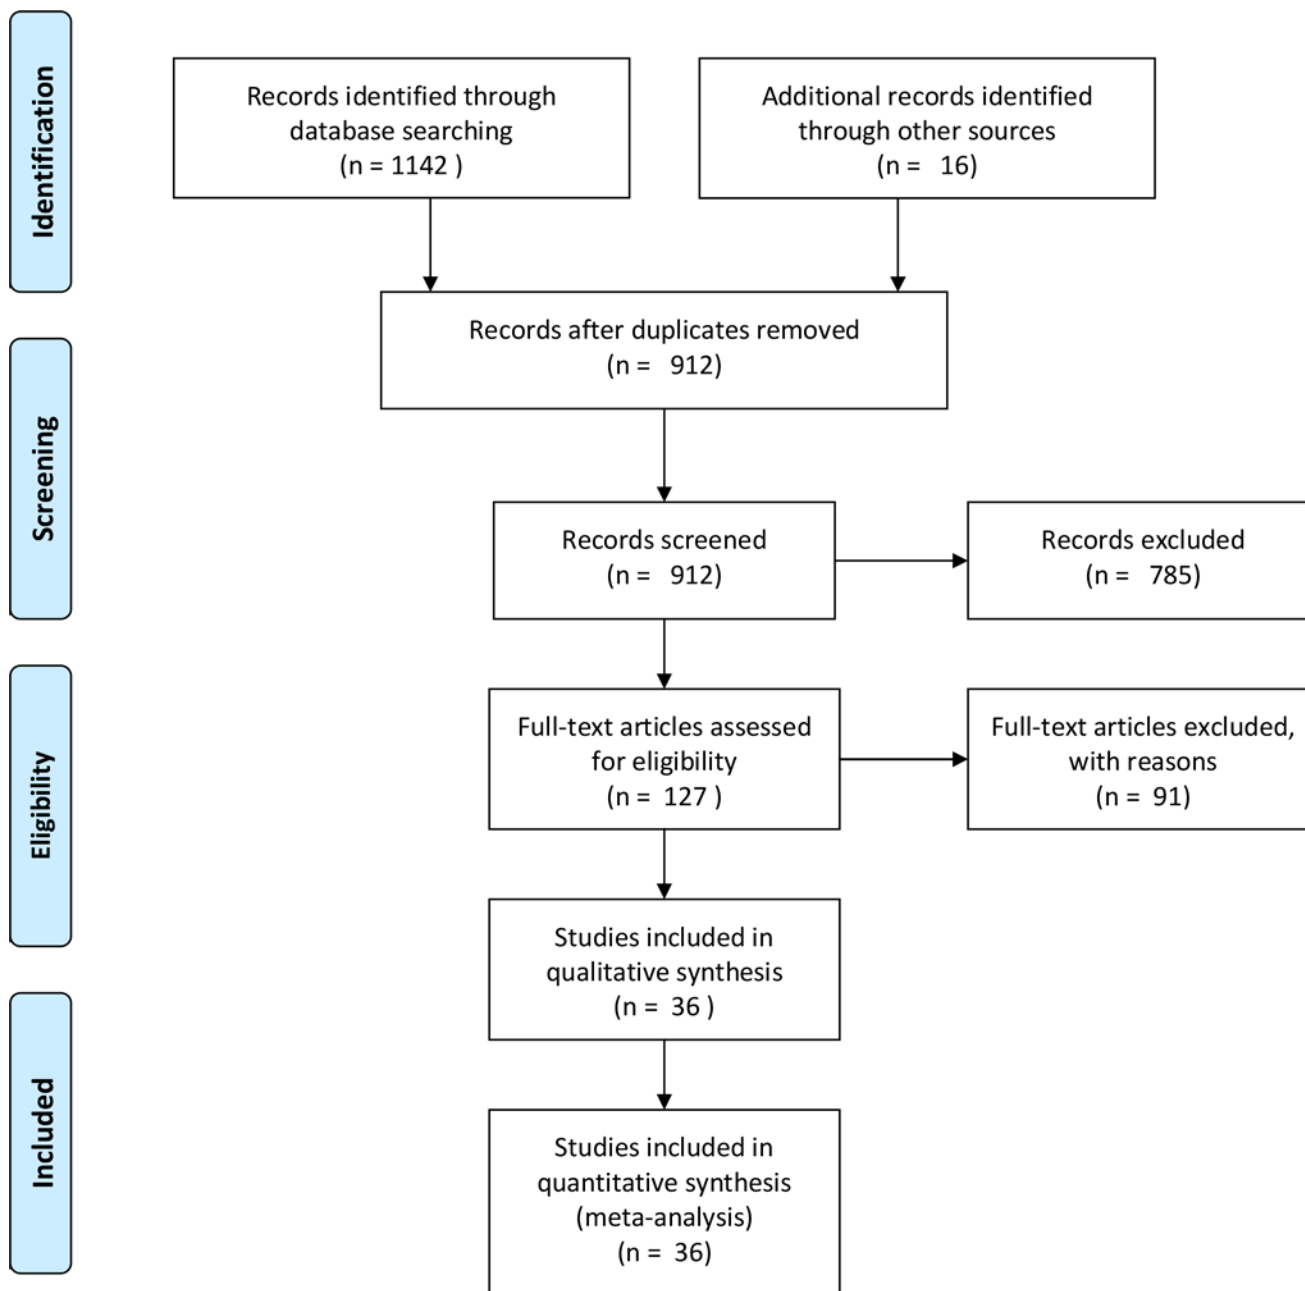 Identification
Records identified through
database searching
(n = 1142 )
Additional records identified
through other sources
(n = 16)
Records after duplicates removed
(n = 912)
Screening
Records screened
(n = 912)
Records excluded
(n = 785)
Eligibility
Full-text articles assessed
for eligibility
(n = 127 )
Full-text articles excluded,
with reasons
(n = 91)
Studies included in
qualitative synthesis
(n = 36 )
Included
Studies included in
quantitative synthesis
(meta-analysis)
(n = 36)